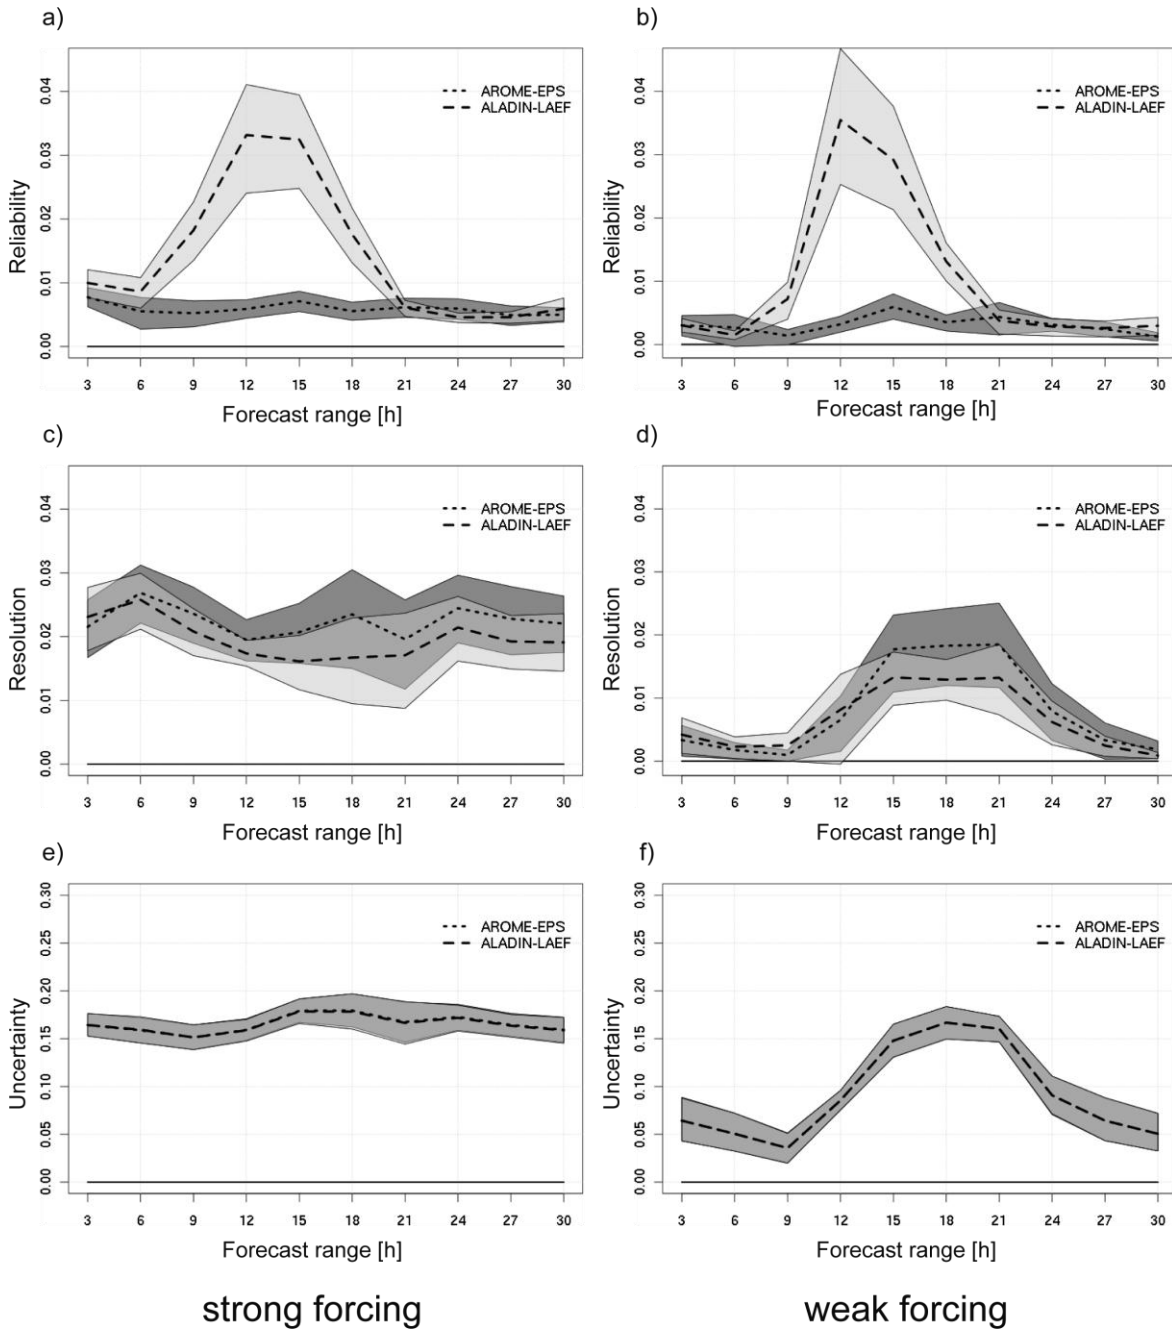 a)
Reliability
0.04
0.03
0.02
0.01
0.00
AROME-EPS
ALADIN-LAEF
3 6 9 12 15 18 21 24 27 30
Forecast range [h]
b)
Reliability
0.04
0.03
0.02
0.01
0.00
AROME-EPS
ALADIN-LAEF
3 6 9 12 15 18 21 24 27 30
Forecast range [h]
c)
Resolution
0.04
0.03
0.02
0.01
0.00
AROME-EPS
ALADIN-LAEF
3 6 9 12 15 18 21 24 27 30
Forecast range [h]
d)
Resolution
0.04
0.03
0.02
0.01
0.00
AROME-EPS
ALADIN-LAEF
3 6 9 12 15 18 21 24 27 30
Forecast range [h]
e)
Uncertainty
0.30
0.25
0.20
0.15
0.10
0.05
0.00
AROME-EPS
ALADIN-LAEF
3 6 9 12 15 18 21 24 27 30
Forecast range [h]
f)
Uncertainty
0.30
0.25
0.20
0.15
0.10
0.05
0.00
AROME-EPS
ALADIN-LAEF
3 6 9 12 15 18 21 24 27 30
Forecast range [h]
strong forcing
weak forcing